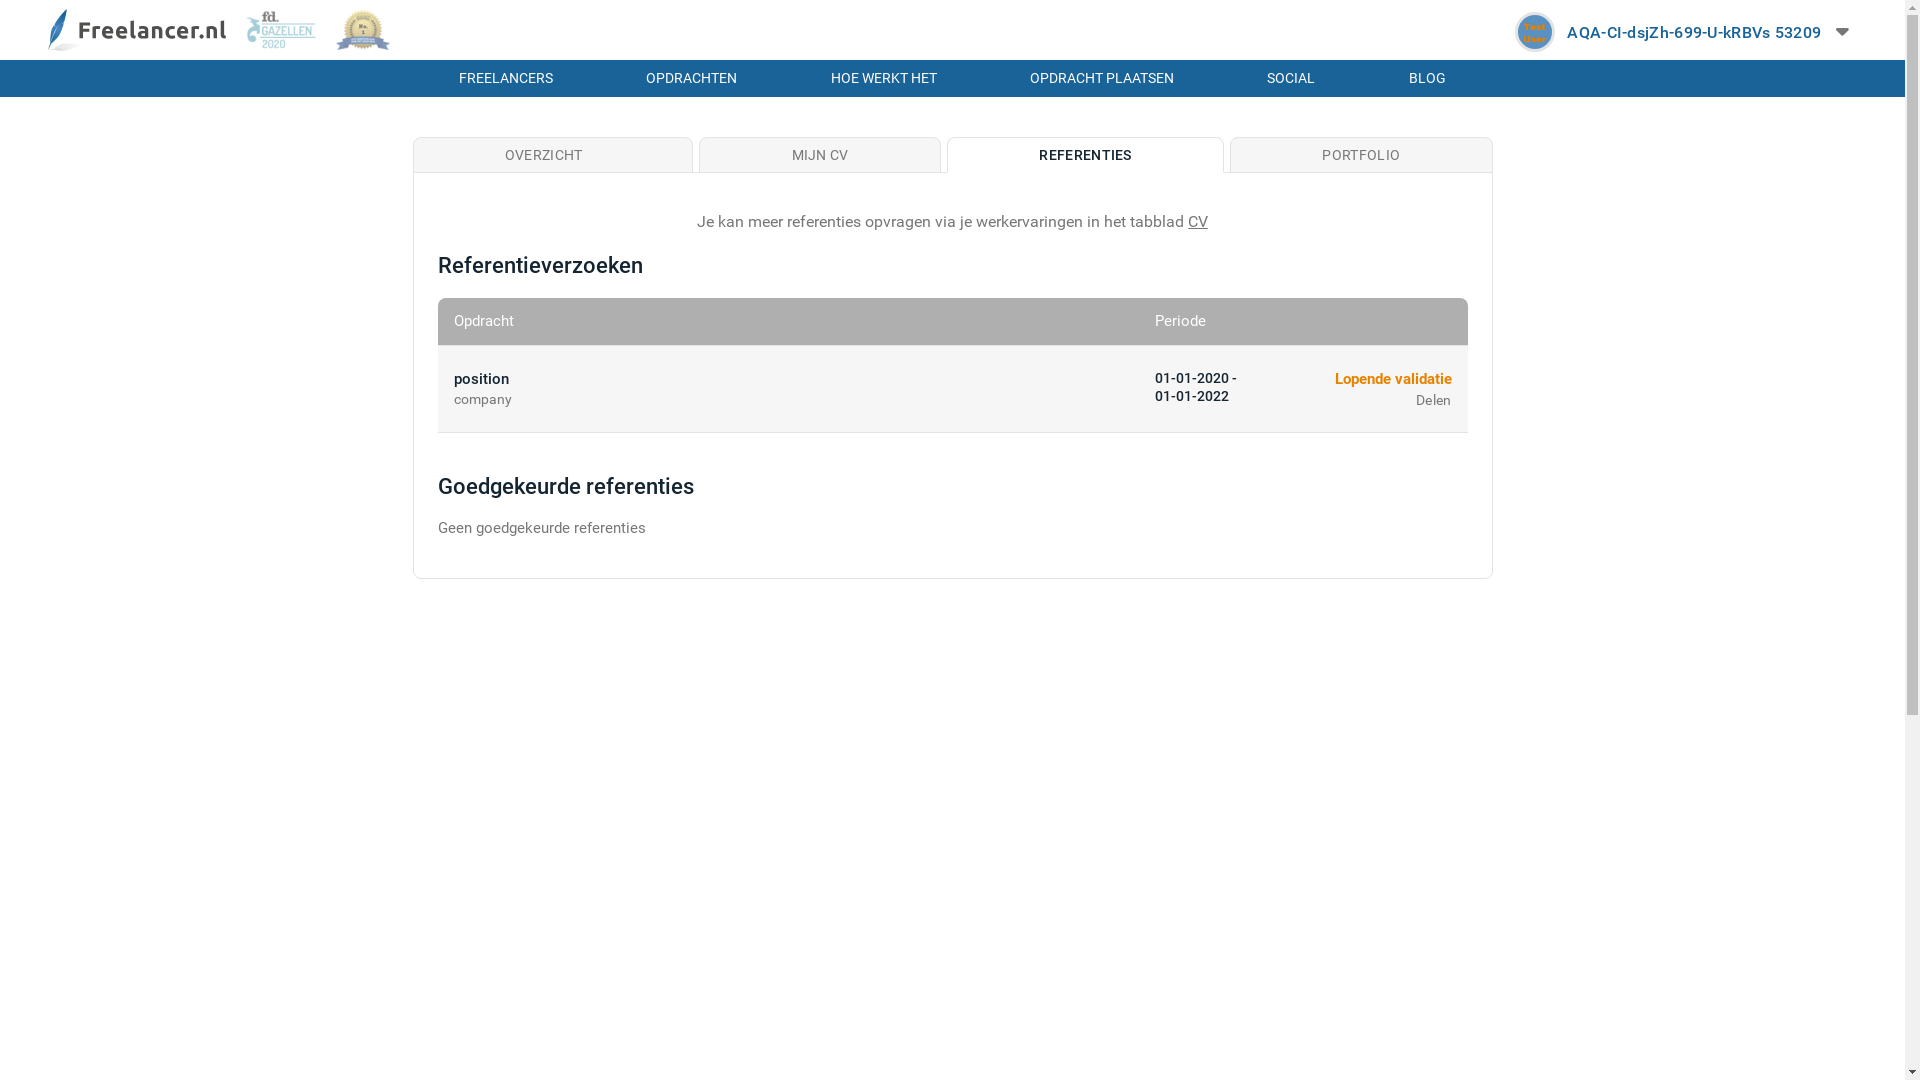 Freelancer.nl
fd.
GAZELLEN
2020
Test
User
AQA-CI-dsjZh-699-U-kRBVs 53209
FREELANCERS OPDRACHTEN HOE WERKT HET OPDRACHT PLAATSEN SOCIAL BLOG
OVERZICHT MIJN CV REFERENTIES PORTFOLIO
Je kan meer referenties opvragen via je werkervaringen in het tabblad CV
Referentieverzoeken
Opdracht Periode
position 01-01-2020 - Lopende validatie
company 01-01-2022 Delen
Goedgekeurde referenties
Geen goedgekeurde referenties